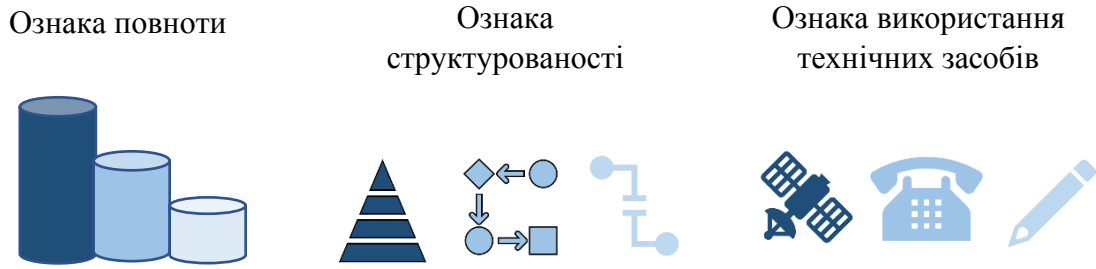 Ознака повноти
Ознака
структурованості
Ознака використання
технічних засобів